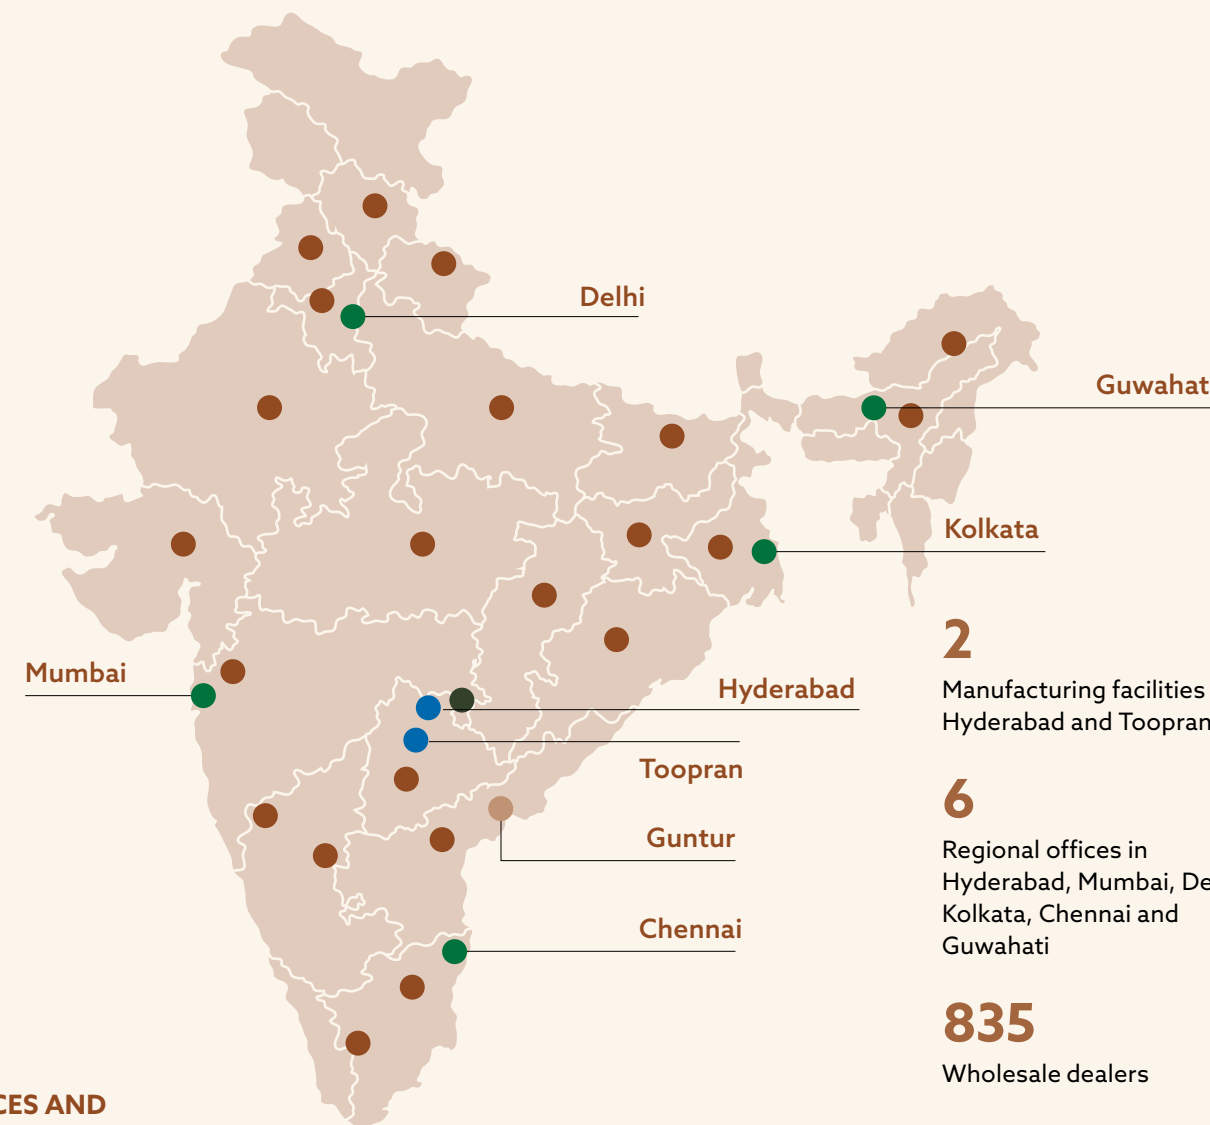 Delhi
Guwahat
Kolkata
Mumbai
Hyderabad
Toopran
Guntur
Chennai
2
Manufacturing facilities
Hyderabad and Toopran
6
Regional offices in
Hyderabad, Mumbai, De
Kolkata, Chennai and
Guwahati
835
Wholesale dealers
CES AND